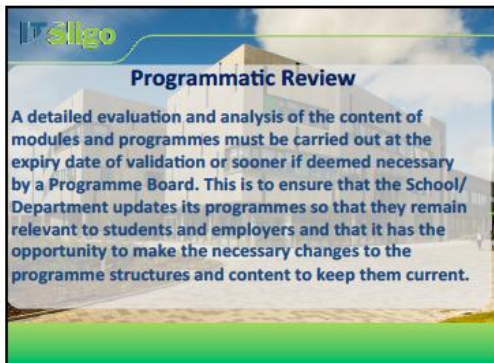 IT Sligo
Programmatic Review
A detailed evaluation and analysis of the content of
modules and programmes must be carried out at the
expiry date of validation or sooner if deemed necessary
by a Programme Board. This is to ensure that the School/
Department updates its programmes so that they remain
relevant to students and employers and that it has the
opportunity to make the necessary changes to the
programme structures and content to keep them current.